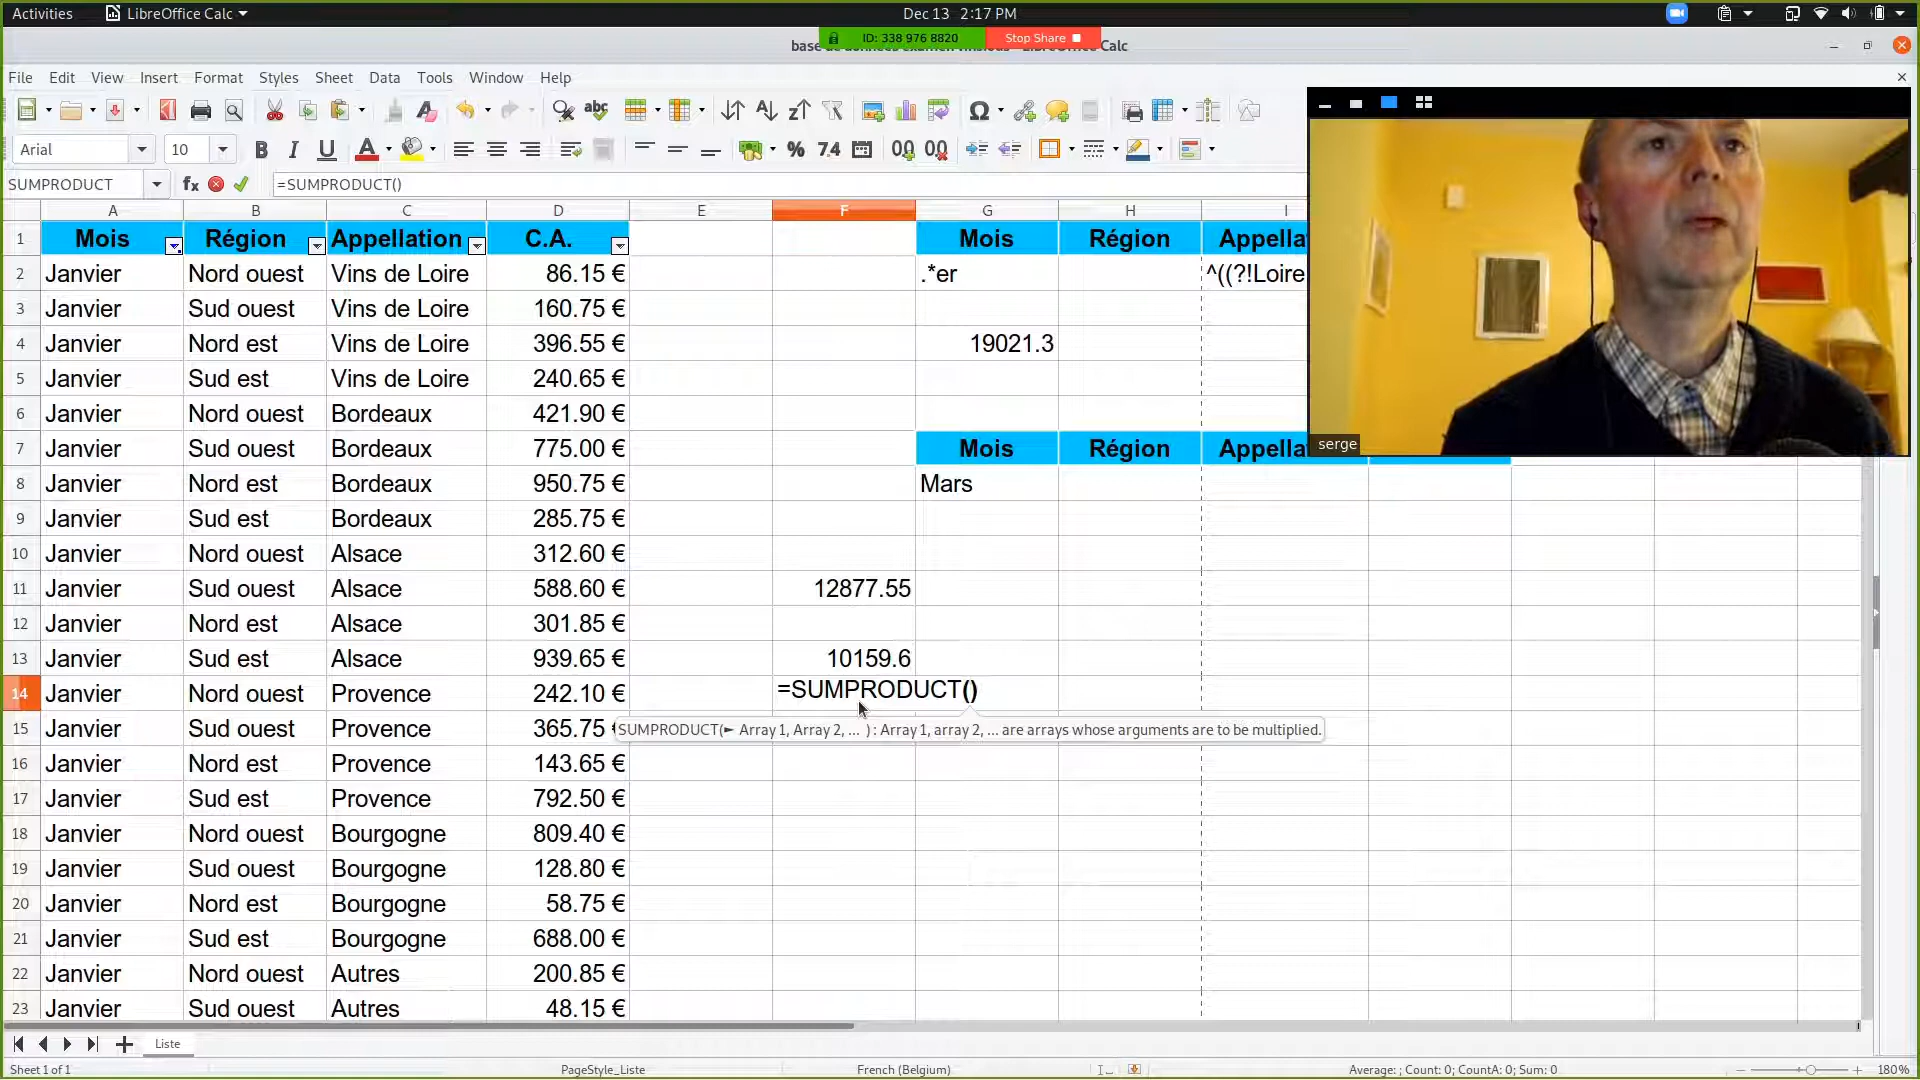 Activities LibreOffice Calc Dec 13 2:17 PM
ID: 338 976 8820 Stop Share
File Edit View Insert Format Styles Sheet Data Tools Window Help
Arial 10
SUMPRODUCT =SUMPRODUCT()
A B C D E F G H I
1 Mois Région Appellation C.A. Mois Région Appella
2 Janvier Nord ouest Vins de Loire 86.15 € .*er ^((?!Loire
3 Janvier Sud ouest Vins de Loire 160.75 €
4 Janvier Nord est Vins de Loire 396.55 € 19021.3
5 Janvier Sud est Vins de Loire 240.65 €
6 Janvier Nord ouest Bordeaux 421.90 €
serge
7 Janvier Sud ouest Bordeaux 775.00 € Mois Région Appella
8 Janvier Nord est Bordeaux 950.75 € Mars
9 Janvier Sud est Bordeaux 285.75 €
10 Janvier Nord ouest Alsace 312.60 €
11 Janvier Sud ouest Alsace 588.60 € 12877.55
12 Janvier Nord est Alsace 301.85 €
13 Janvier Sud est Alsace 939.65 € 10159.6
14 Janvier Nord ouest Provence 242.10 € =SUMPRODUCT()
15 Janvier Sud ouest Provence 365.75 SUMPRODUCT(► Array 1, Array 2, ... ) : Array 1, array 2, ... are arrays whose arguments are to be multiplied.
16 Janvier Nord est Provence 143.65 €
17 Janvier Sud est Provence 792.50 €
18 Janvier Nord ouest Bourgogne 809.40 €
19 Janvier Sud ouest Bourgogne 128.80 €
20 Janvier Nord est Bourgogne 58.75 €
21 Janvier Sud est Bourgogne 688.00 €
22 Janvier Nord ouest Autres 200.85 €
23 Janvier Sud ouest Autres 48.15 €
Liste
Sheet 1 of 1 PageStyle_Liste French (Belgium) Average: ; Count: 0; CountA: 0; Sum: 0 180%